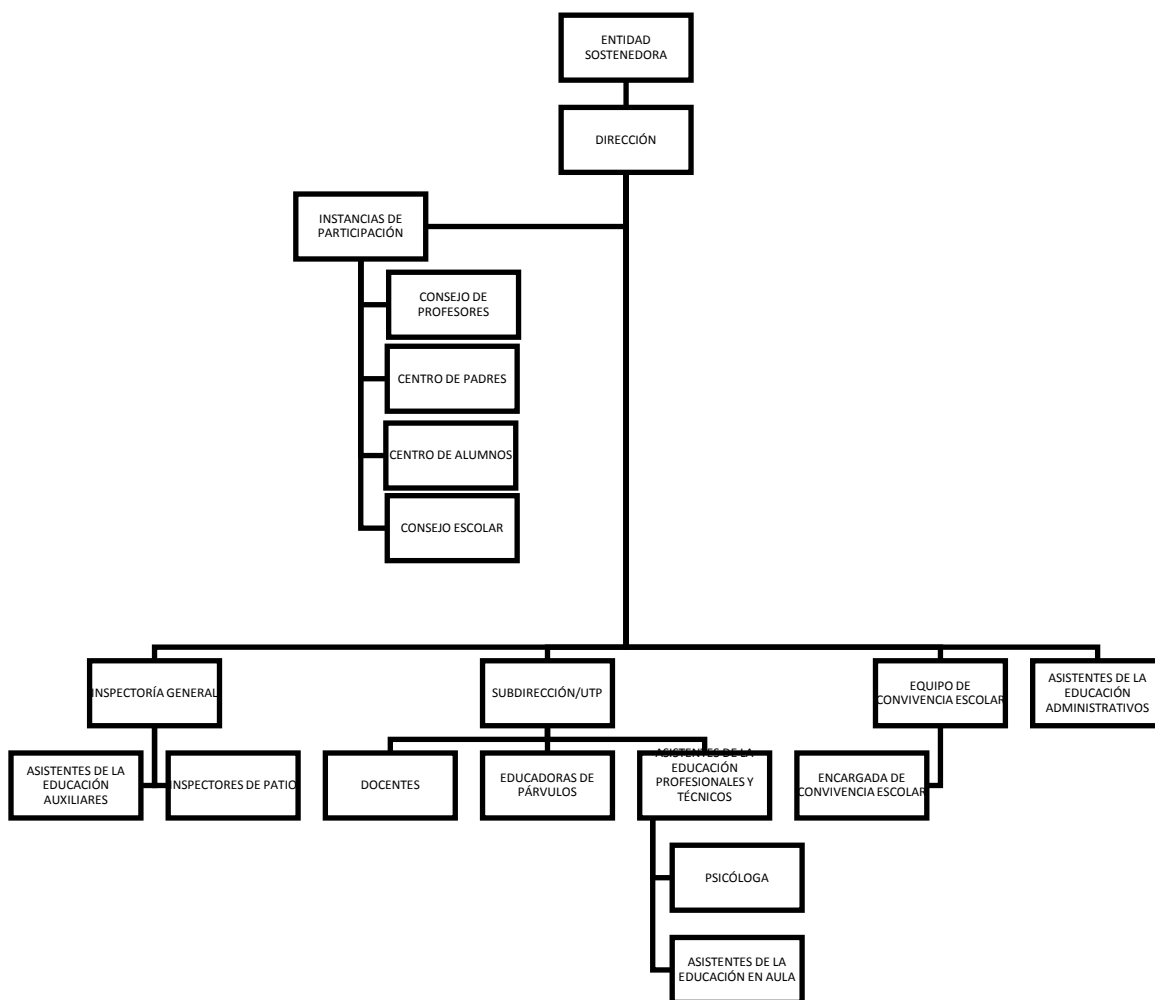 ENTIDAD
SOSTENEDORA
DIRECCIÓN
INSTANCIAS DE
PARTICIPACIÓN
CONSEJO DE
PROFESORES
CENTRO DE PADRES
CENTRO DE ALUMNOS
CONSEJO ESCOLAR
INSPECTORÍA GENERAL
SUBDIRECCIÓN/UTP
EQUIPO DE
CONVIVENCIA ESCOLAR
ASISTENTES DE LA
EDUCACIÓN
ADMINISTRATIVOS
ASISTENTES DE LA
EDUCACIÓN
AUXILIARES
INSPECTORES DE PATIO
DOCENTES
EDUCADORAS DE
PÁRVULOS
ASISTENTES DE LA
EDUCACIÓN
PROFESIONALES Y
TÉCNICOS
ENCARGADA DE
CONVIVENCIA ESCOLAR
PSICÓLOGA
ASISTENTES DE LA
EDUCACIÓN EN AULA